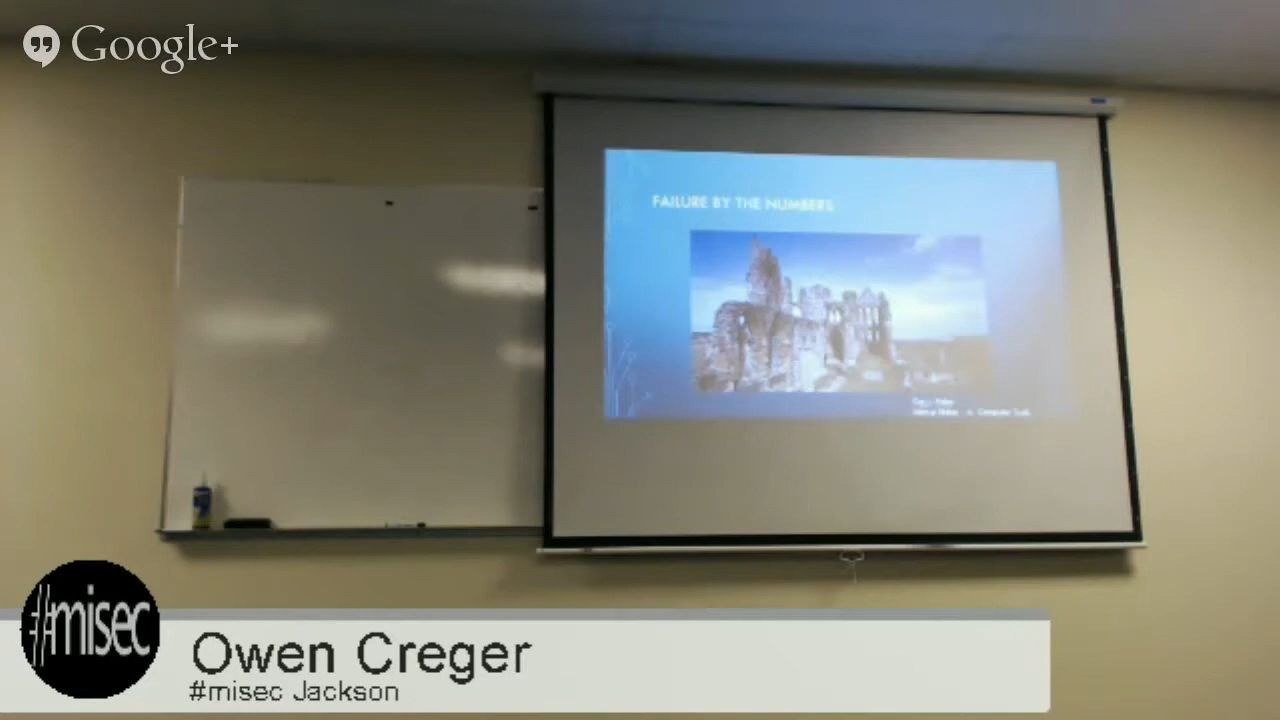 Google+
FAILURE BY THE NUMBERS
#misec
Owen Creger
#misec Jackson